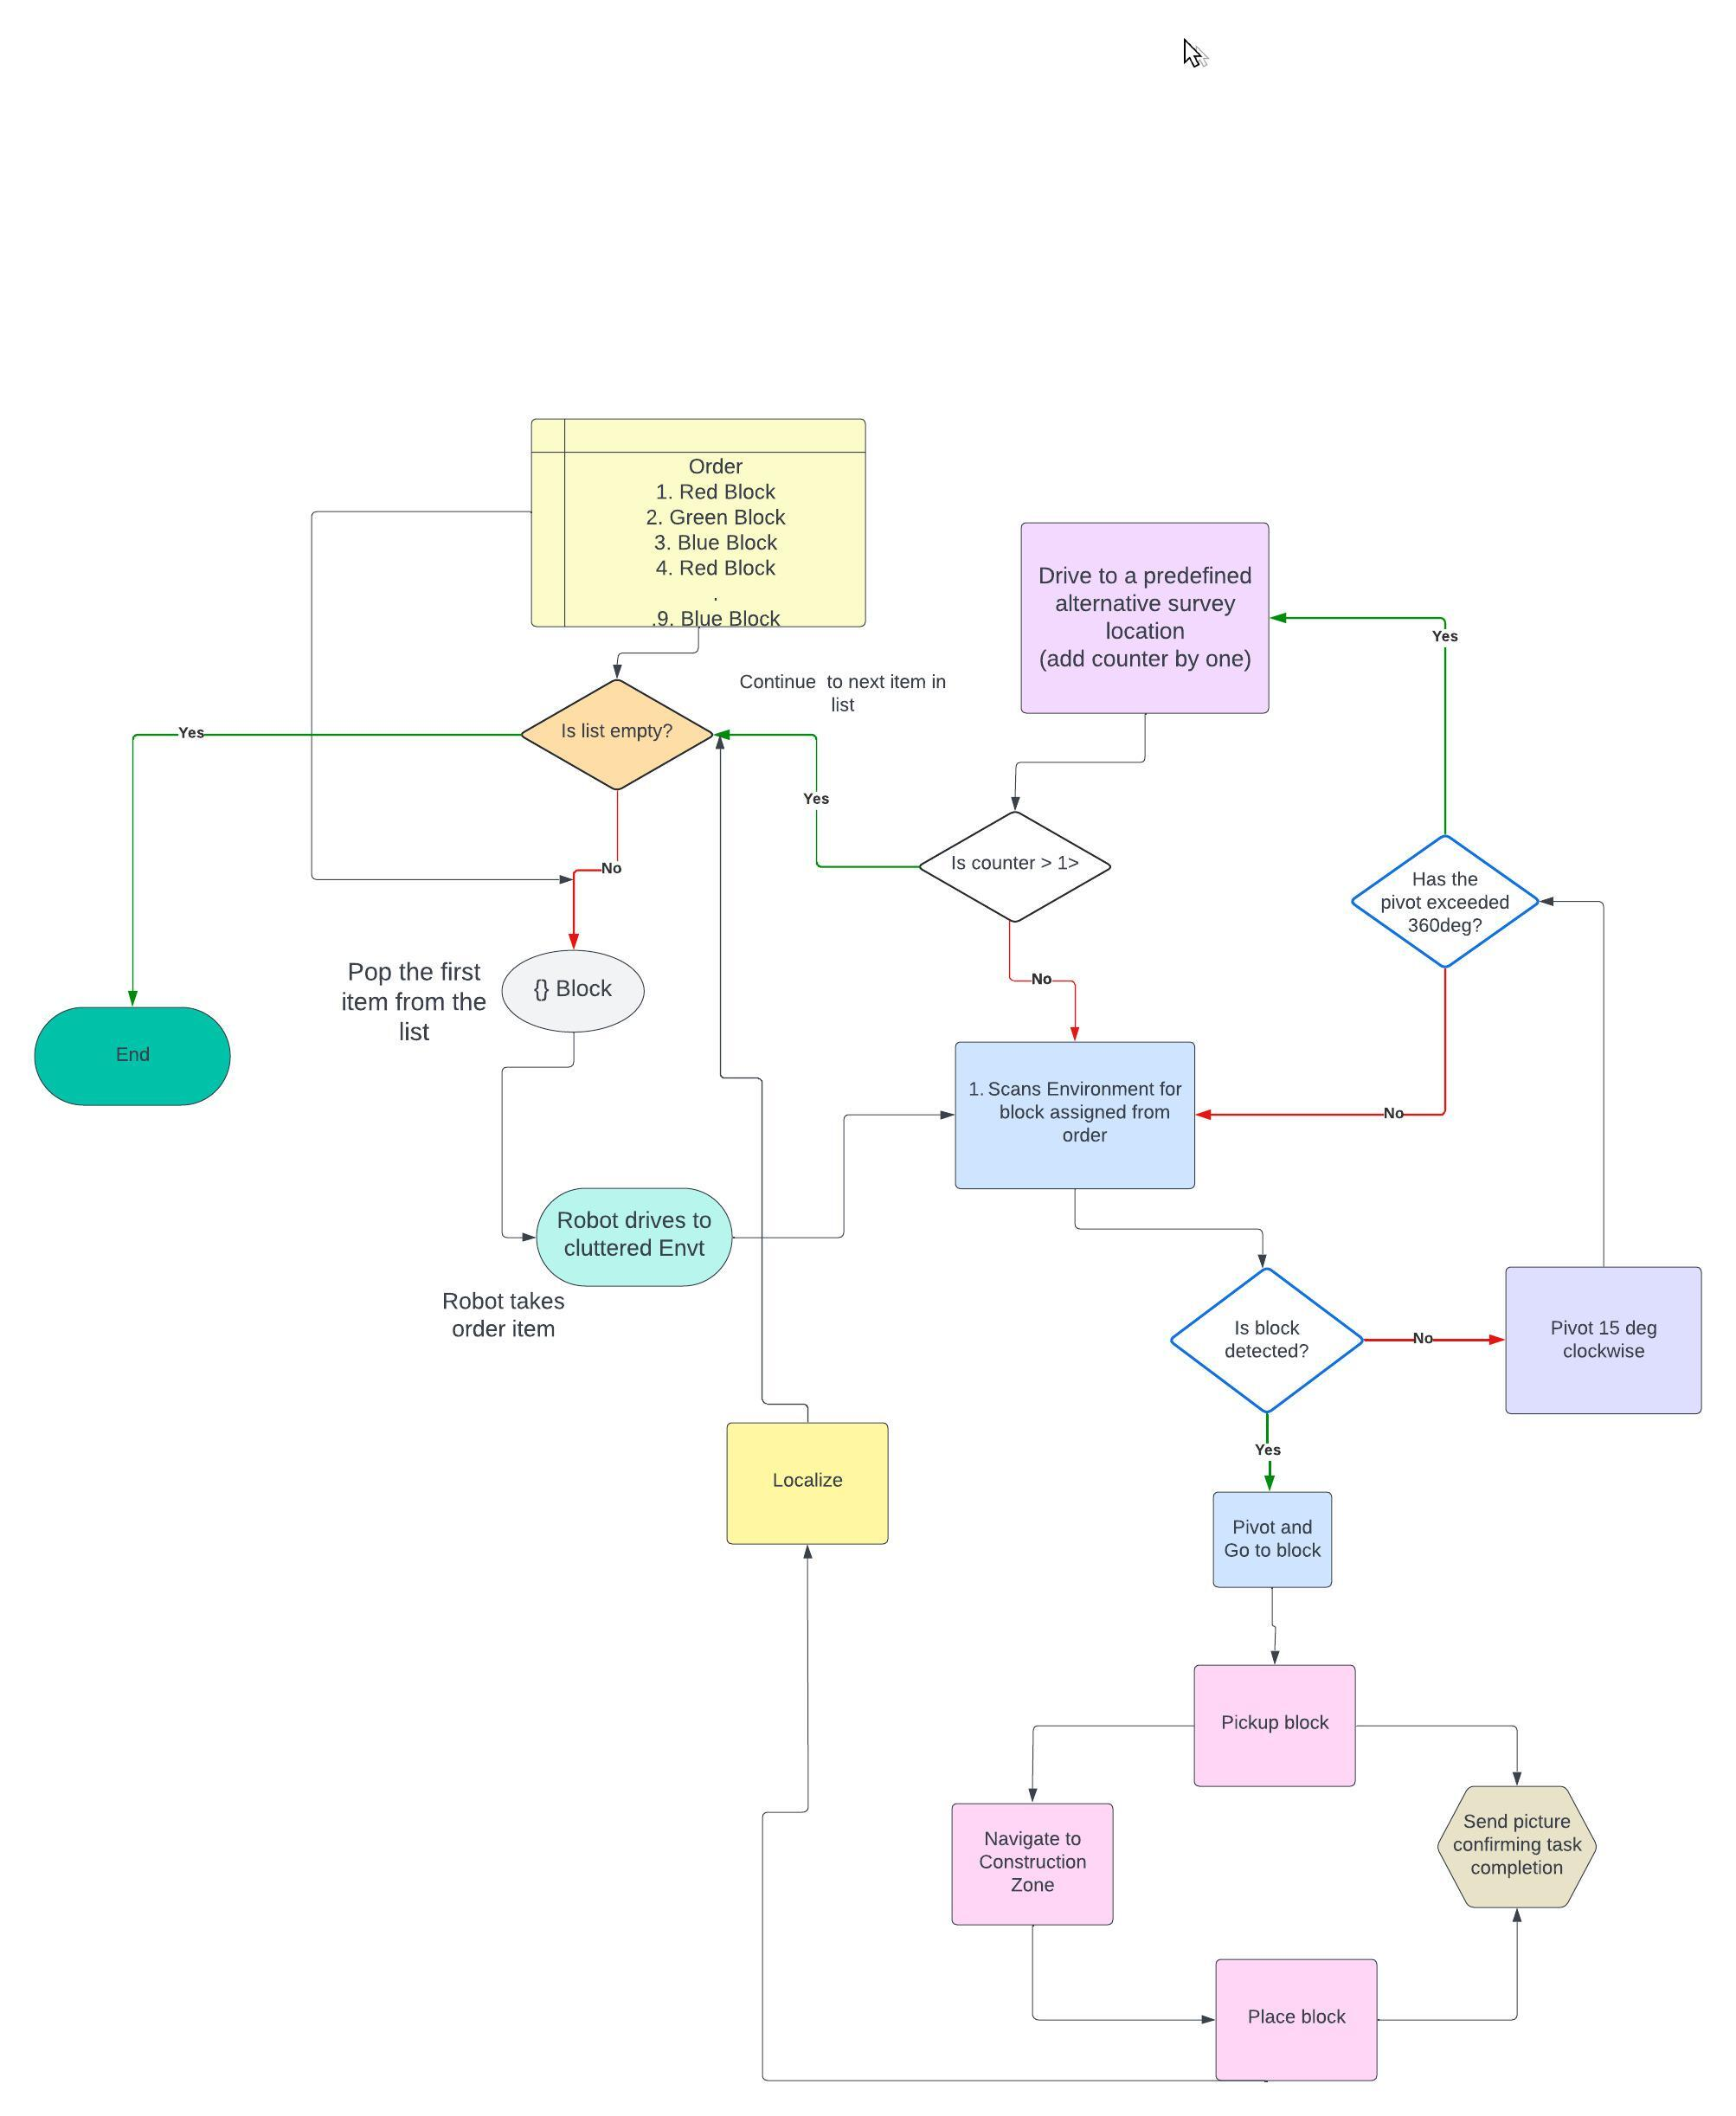 Order
1. Red Block
2. Green Block
3. Blue Block
4. Red Block
.
.9. Blue Block
Drive to a predefined
alternative survey
location
(add counter by one)
Yes
Continue  to next item in
list
Is list empty?
Yes
Yes
Is counter > 1>
No
Has the
pivot exceeded
360deg?
Pop the first
item from the
list
{} Block
No
End
1. Scans Environment for
block assigned from
order
No
Robot drives to
cluttered Envt
Robot takes
order item
Is block
detected?
No
Pivot 15 deg
clockwise
Yes
Localize
Pivot and
Go to block
Pickup block
Navigate to
Construction
Zone
Send picture
confirming task
completion
Place block